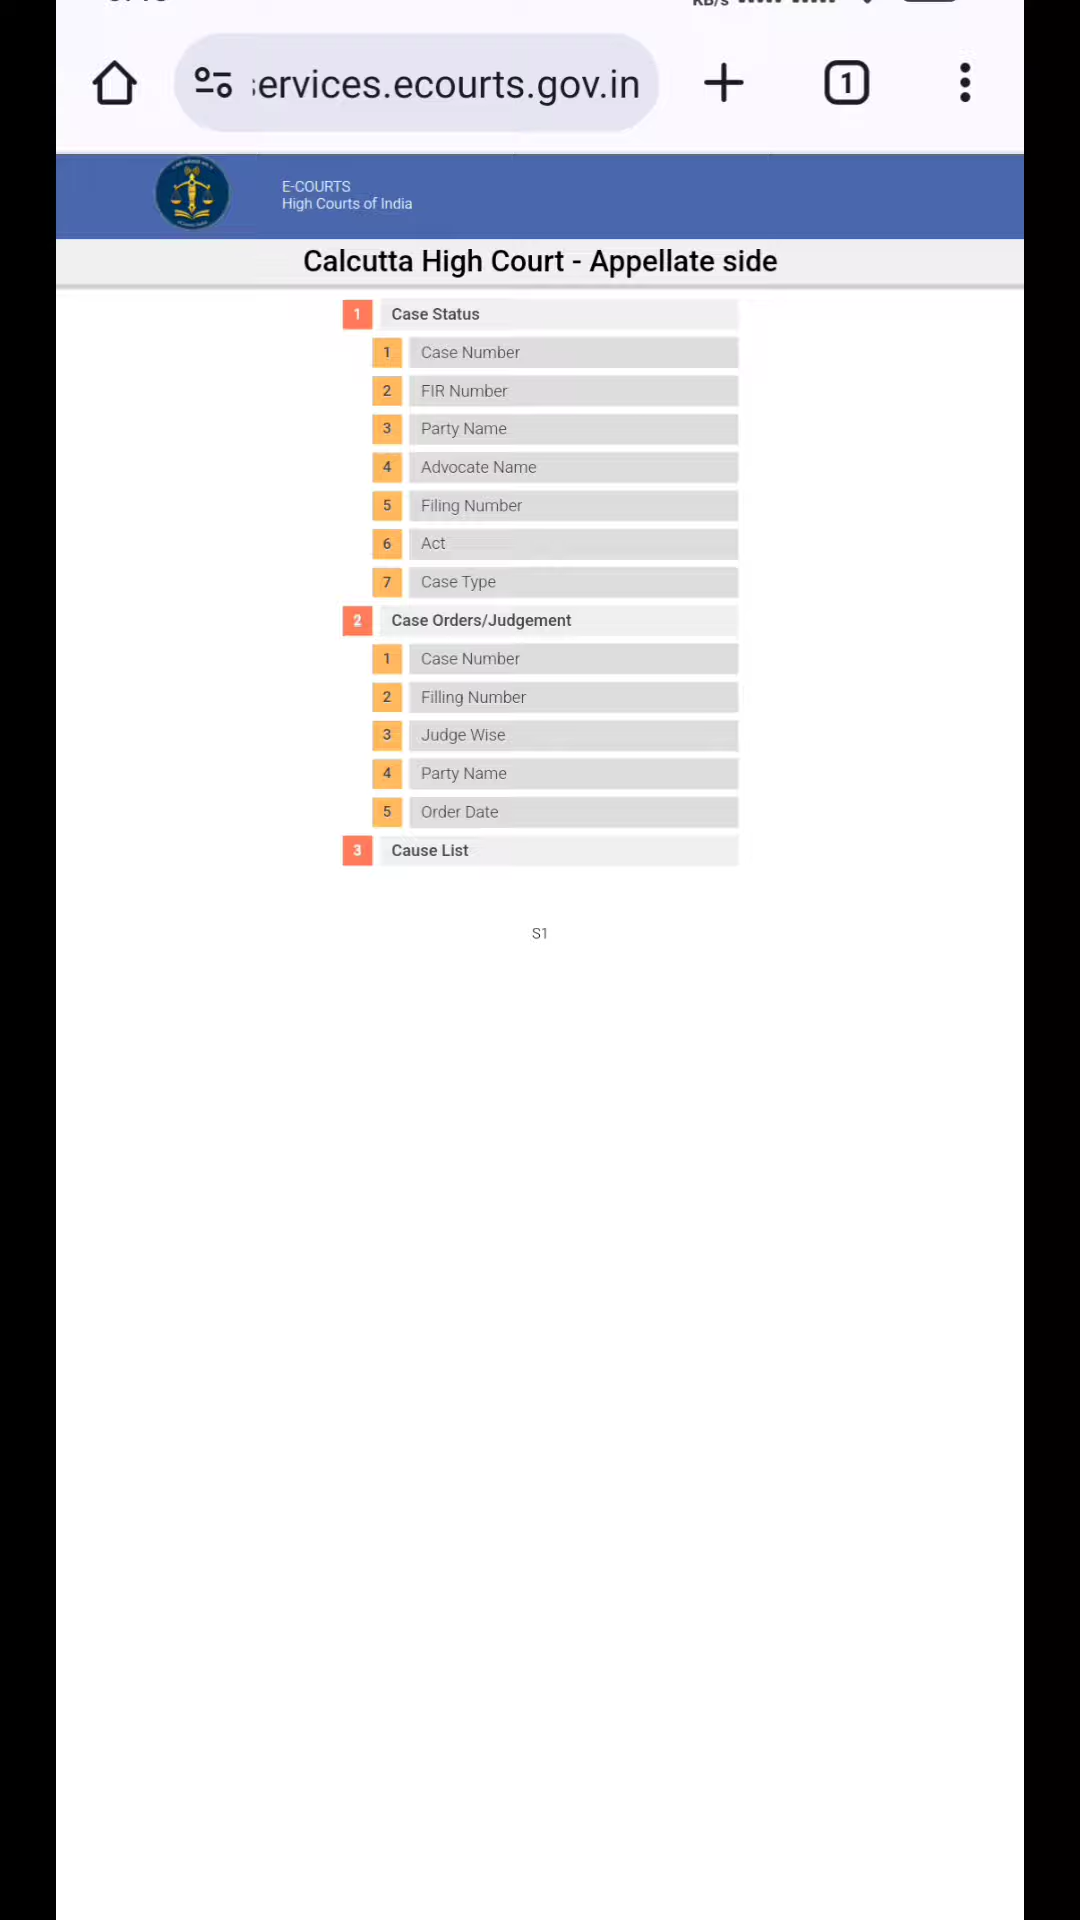 KB/s
ervices.ecourts.gov.in
1
E-COURTS
High Courts of India
Calcutta High Court - Appellate side
1 Case Status
1 Case Number
2 FIR Number
3 Party Name
4 Advocate Name
5 Filing Number
6 Act
7 Case Type
2 Case Orders/Judgement
1 Case Number
2 Filling Number
3 Judge Wise
4 Party Name
5 Order Date
3 Cause List
S1